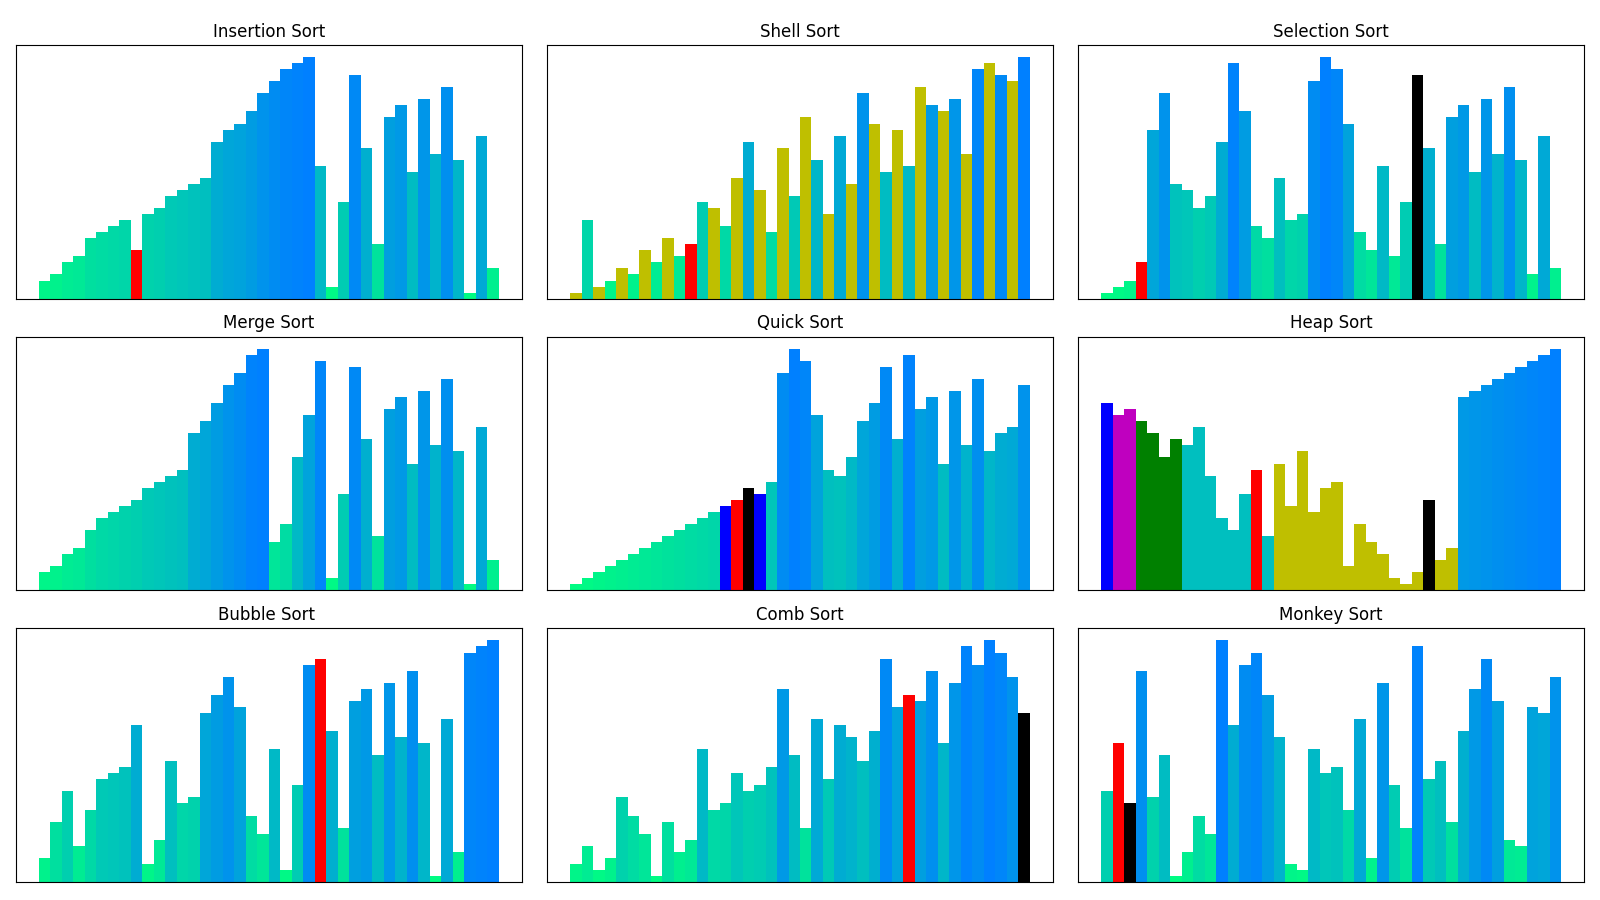 Insertion Sort
Shell Sort
Selection Sort
Merge Sort
Quick Sort
Heap Sort
Bubble Sort
Comb Sort
Monkey Sort